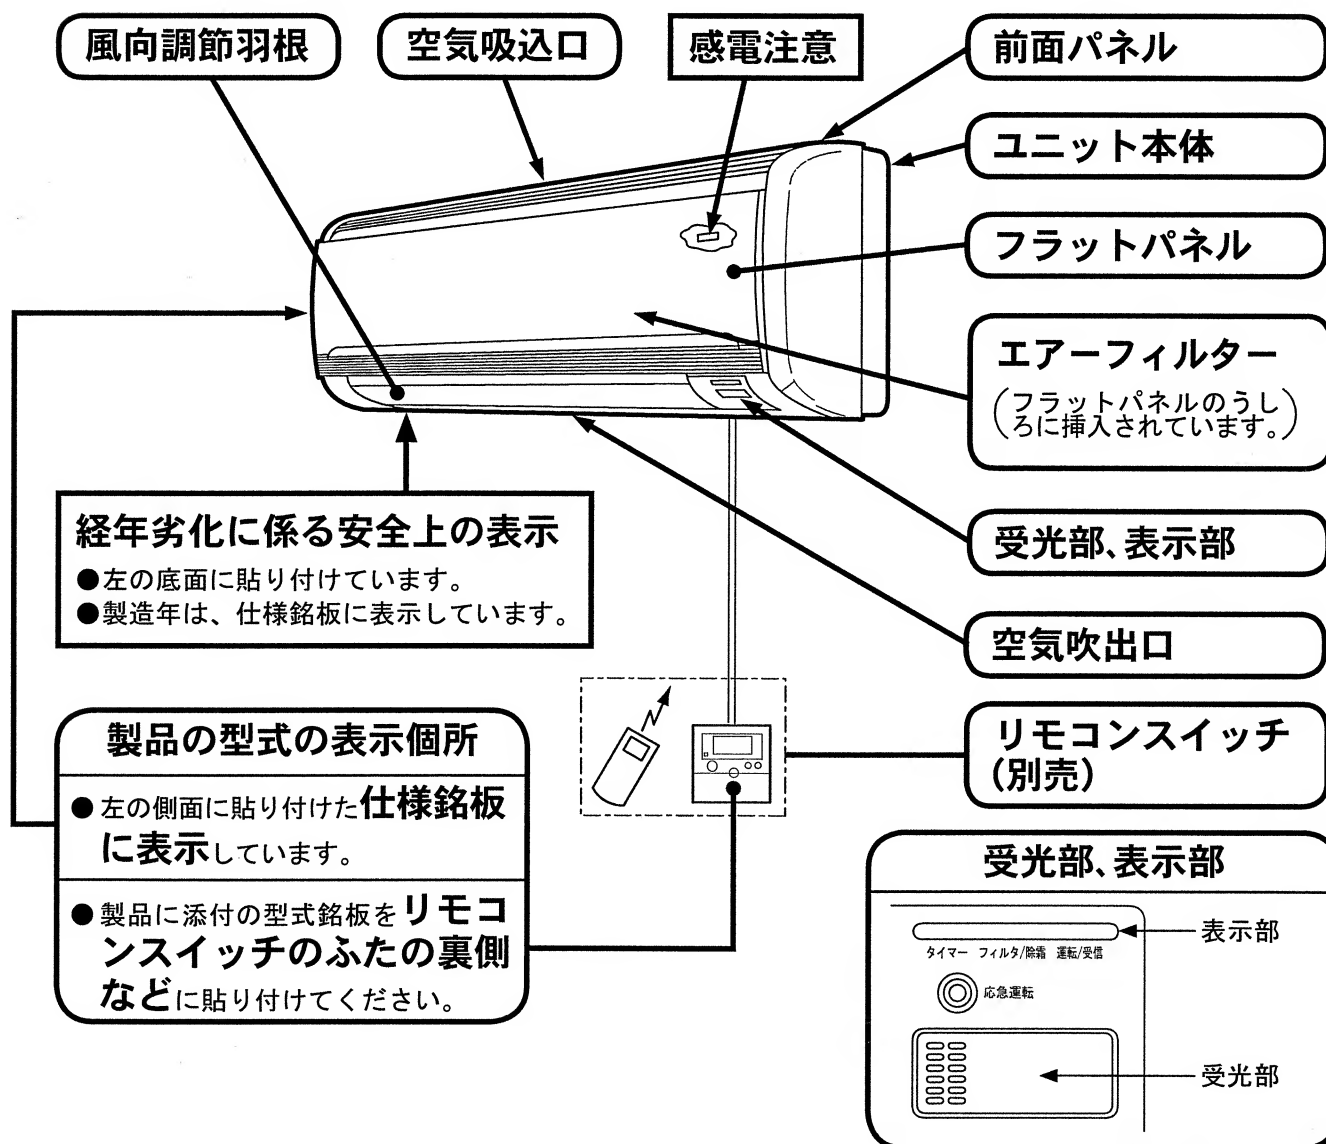 風向調節羽根
空気吸込口
感電注意
前面パネル
ユニット本体
フラットパネル
エアーフィルター
(フラットパネルのうし
ろに挿入されています。)
経年劣化に係る安全上の表示
●左の底面に貼り付けています。
●製造年は、仕様銘板に表示しています。
受光部、表示部
空気吹出口
製品の型式の表示個所
●左の側面に貼り付けた仕様銘板
に表示しています。
●製品に添付の型式銘板をリモコ
ンスイッチのふたの裏側
などに貼り付けてください。
リモコンスイッチ
(別売)
受光部、表示部
表示部
タイマー フィルタ/除霜 運転/受信
応急運転
受光部